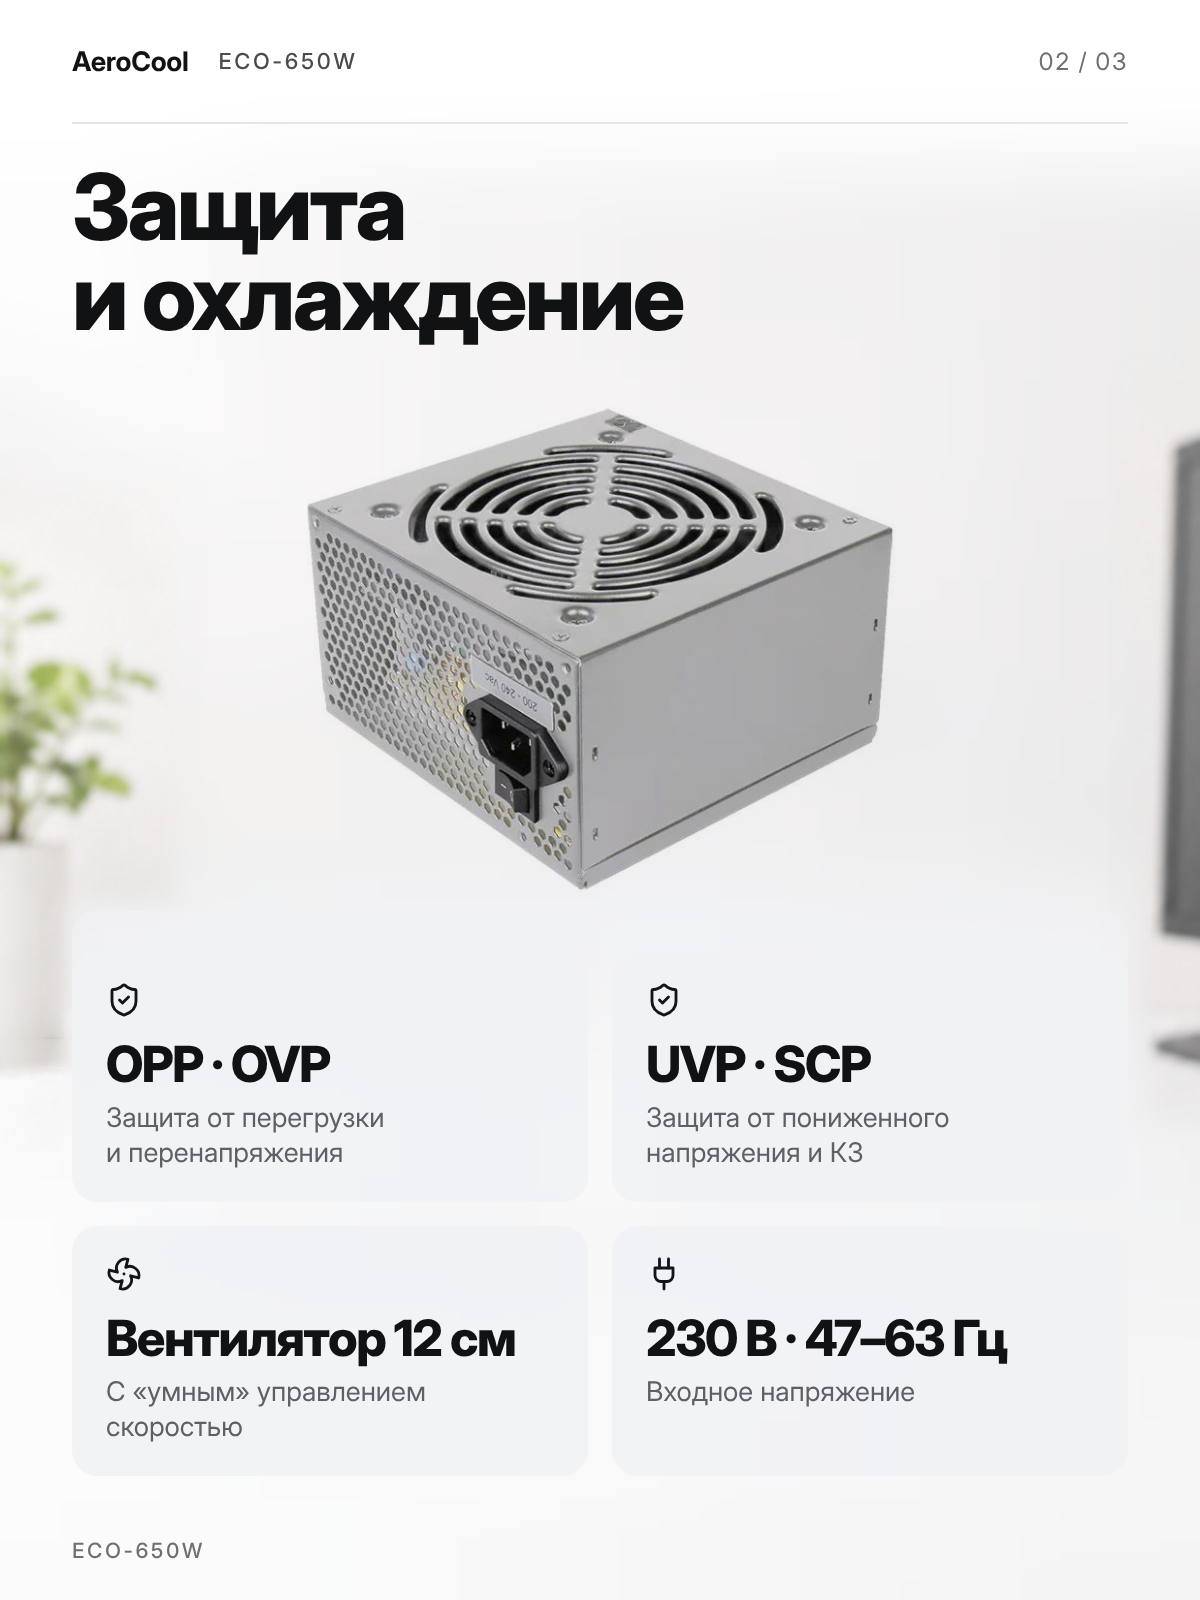 AeroCool ECO-650W 02 / 03
Защита
и охлаждение
200 - 240 Vac
OPP · OVP
Защита от перегрузки
и перенапряжения
UVP · SCP
Защита от пониженного
напряжения и КЗ
Вентилятор 12 см
С «умным» управлением
скоростью
230 В · 47–63 Гц
Входное напряжение
ECO-650W